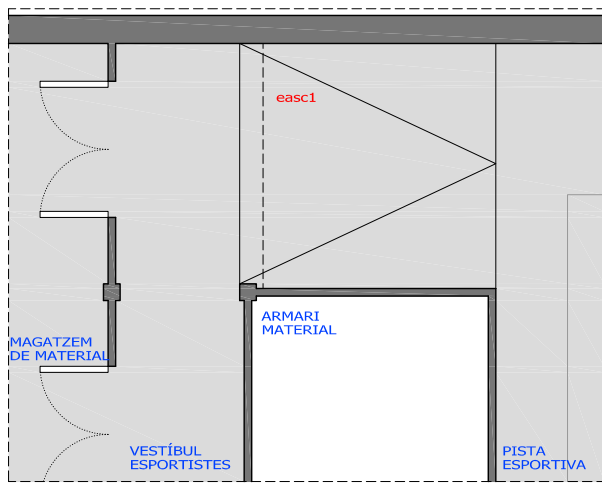 easc1
ARMARI
MATERIAL
MAGATZEM
DE MATERIAL
VESTÍBUL
ESPORTISTES
PISTA
ESPORTIVA